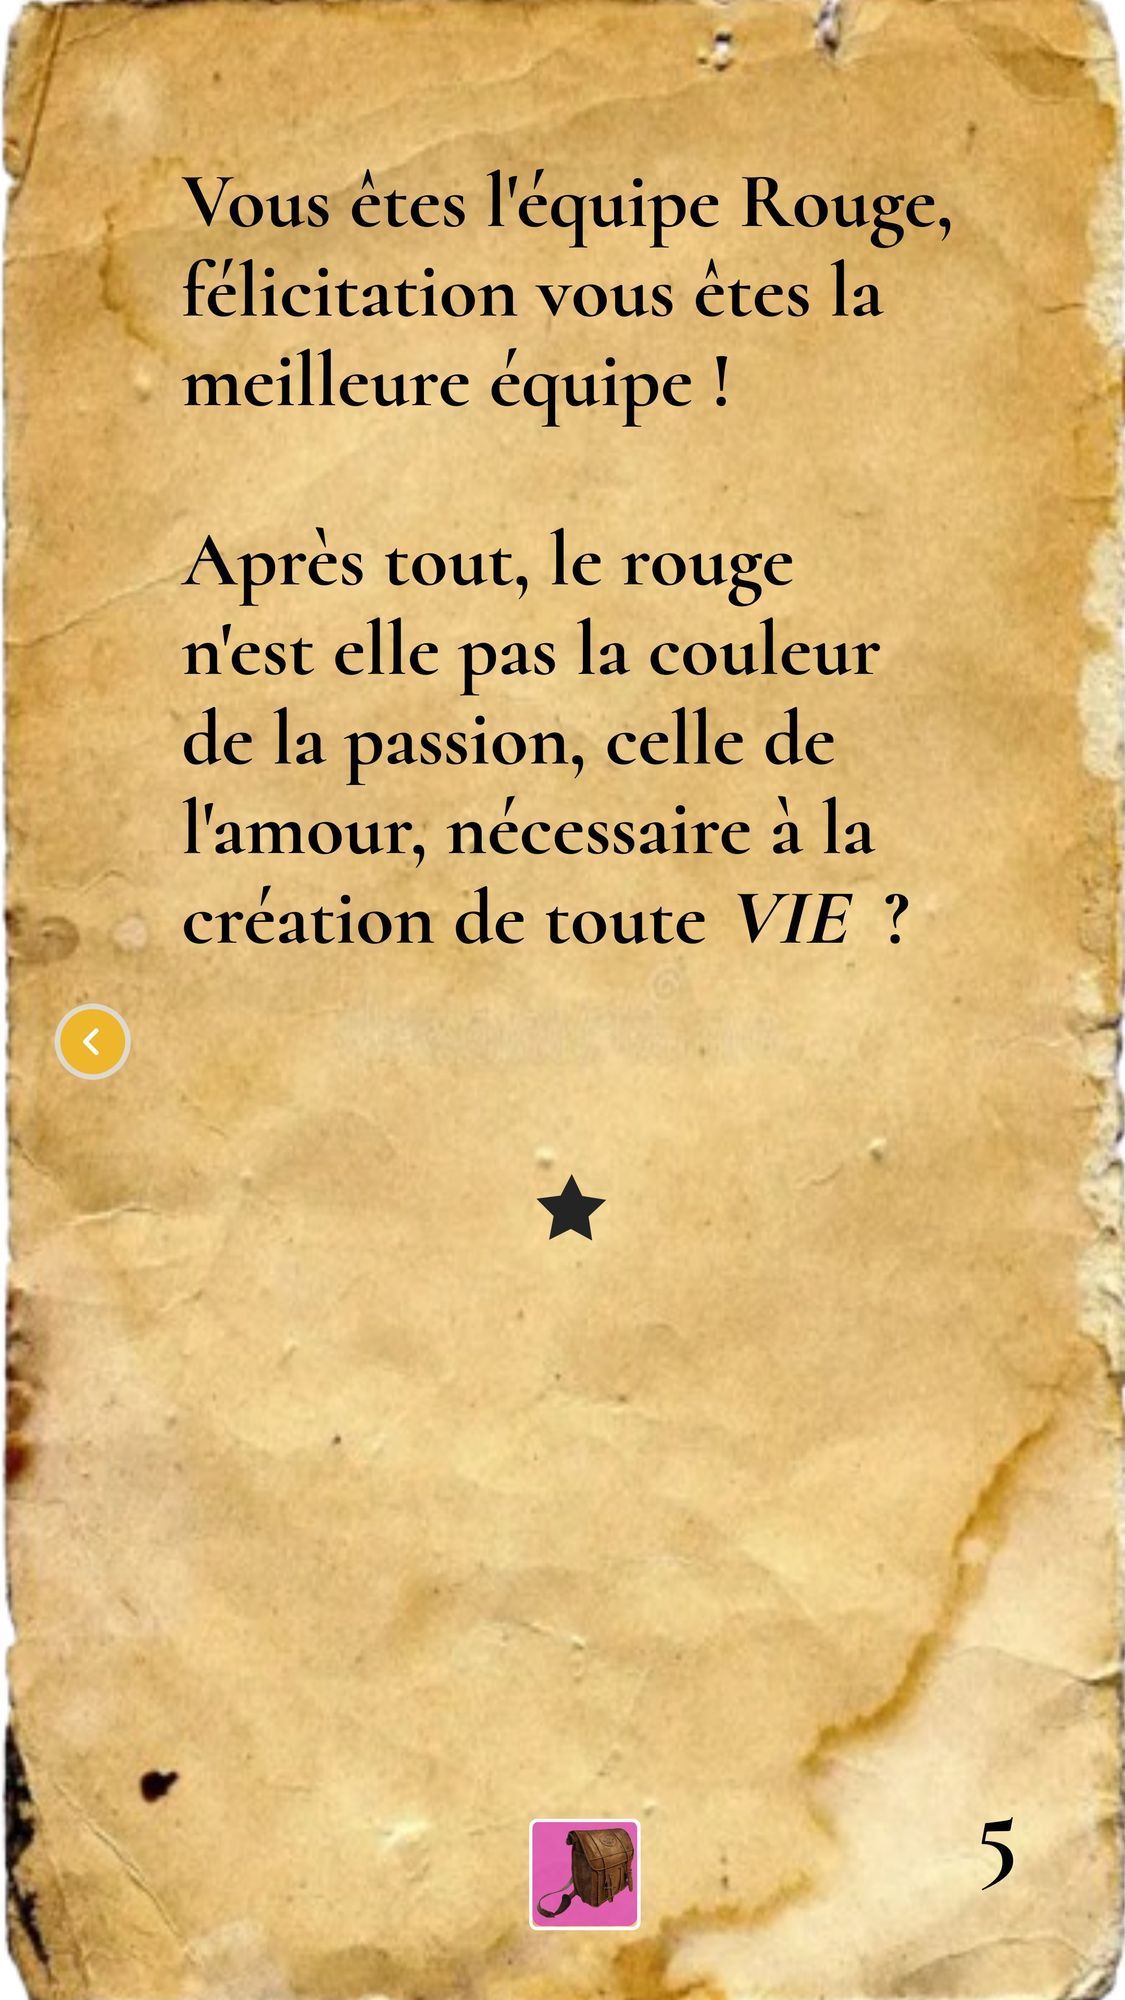 Vous êtes l'équipe Rouge,
félicitation vous êtes la
meilleure équipe !
Après tout, le rouge
n'est elle pas la couleur
de la passion, celle de
l'amour, nécessaire à la
création de toute VIE ?
5